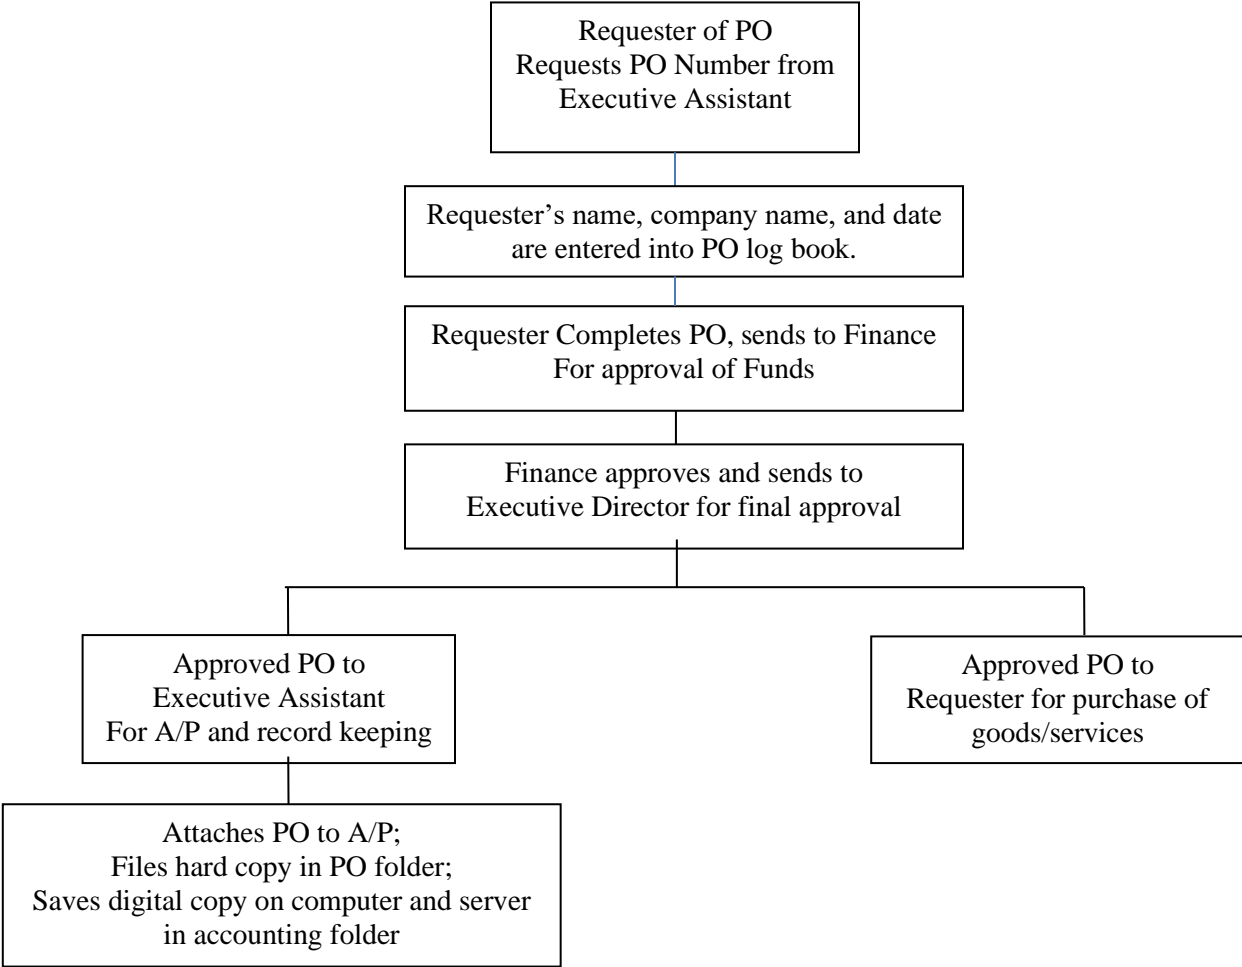 Requester of PO
Requests PO Number from
Executive Assistant
Requester’s name, company name, and date
are entered into PO log book.
Requester Completes PO, sends to Finance
For approval of Funds
Finance approves and sends to
Executive Director for final approval
Approved PO to
Executive Assistant
For A/P and record keeping
Approved PO to
Requester for purchase of
goods/services
Attaches PO to A/P;
Files hard copy in PO folder;
Saves digital copy on computer and server
in accounting folder